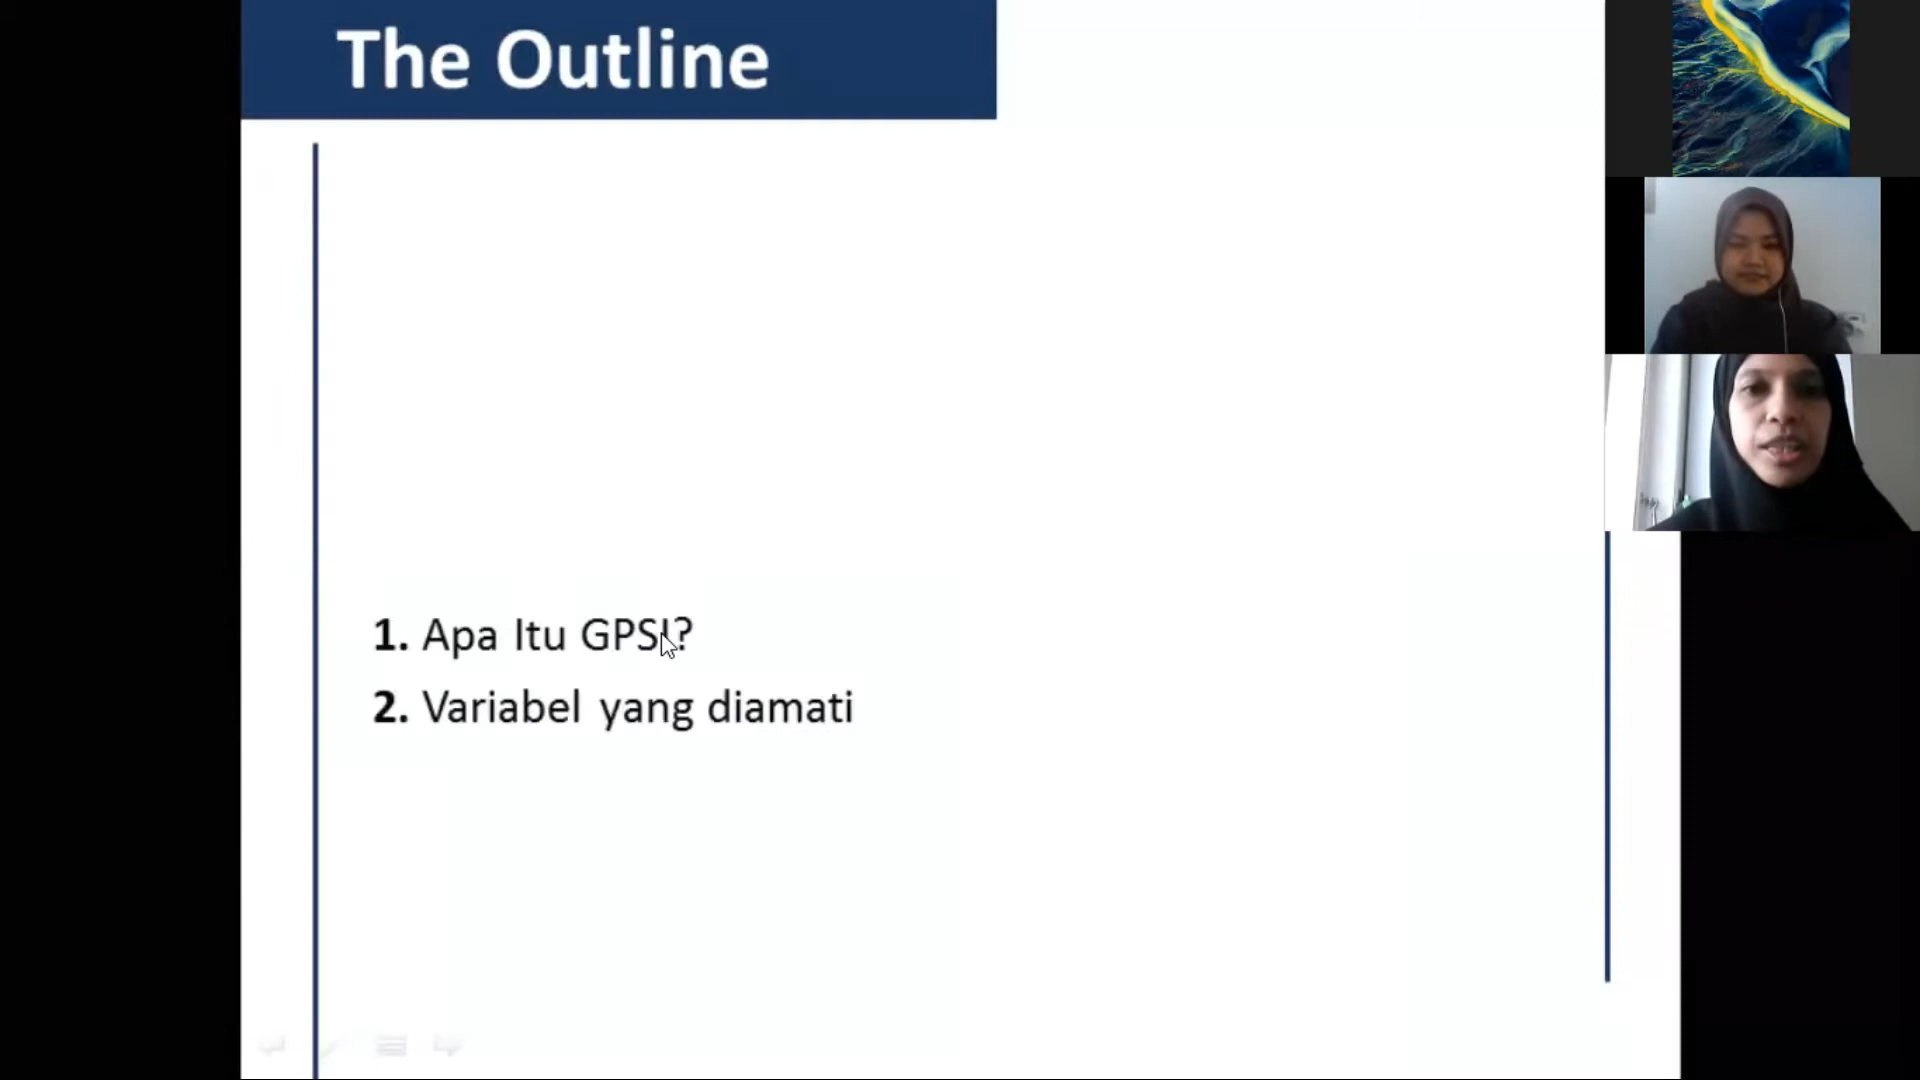 The Outline
1. Apa Itu GPSI?
2. Variabel yang diamati